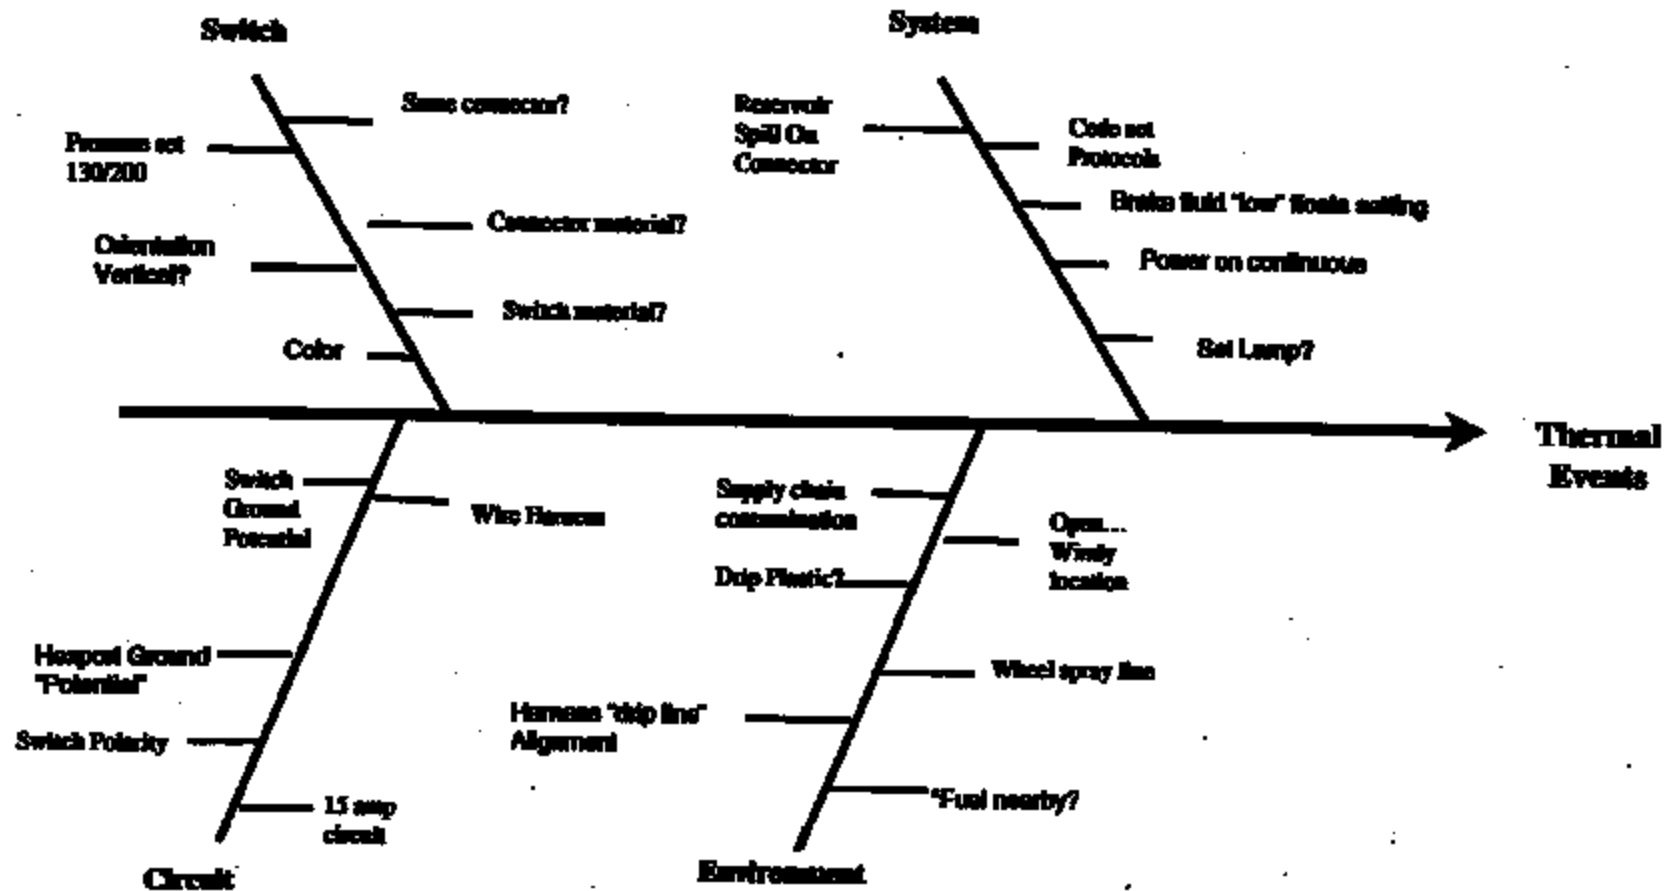 Switch
System
Same connector?
Pressure set
130/200
Reservoir
Spill On
Connector
Code set
Protocols
Brake fluid "low" floats setting
Connector material?
Orientation
Vertical?
Power on continuous
Switch material?
Color
Set Lamp?
Thermal
Events
Switch
Ground
Potential
Wire Harness
Supply chain
contamination
Open...
Windy
location
Drip Plastic?
Hexport Ground
"Potential"
Wheel spray line
Harness "drip line"
Alignment
Switch Polarity
15 amp
circuit
"Fuel nearby?
Circuit
Environment